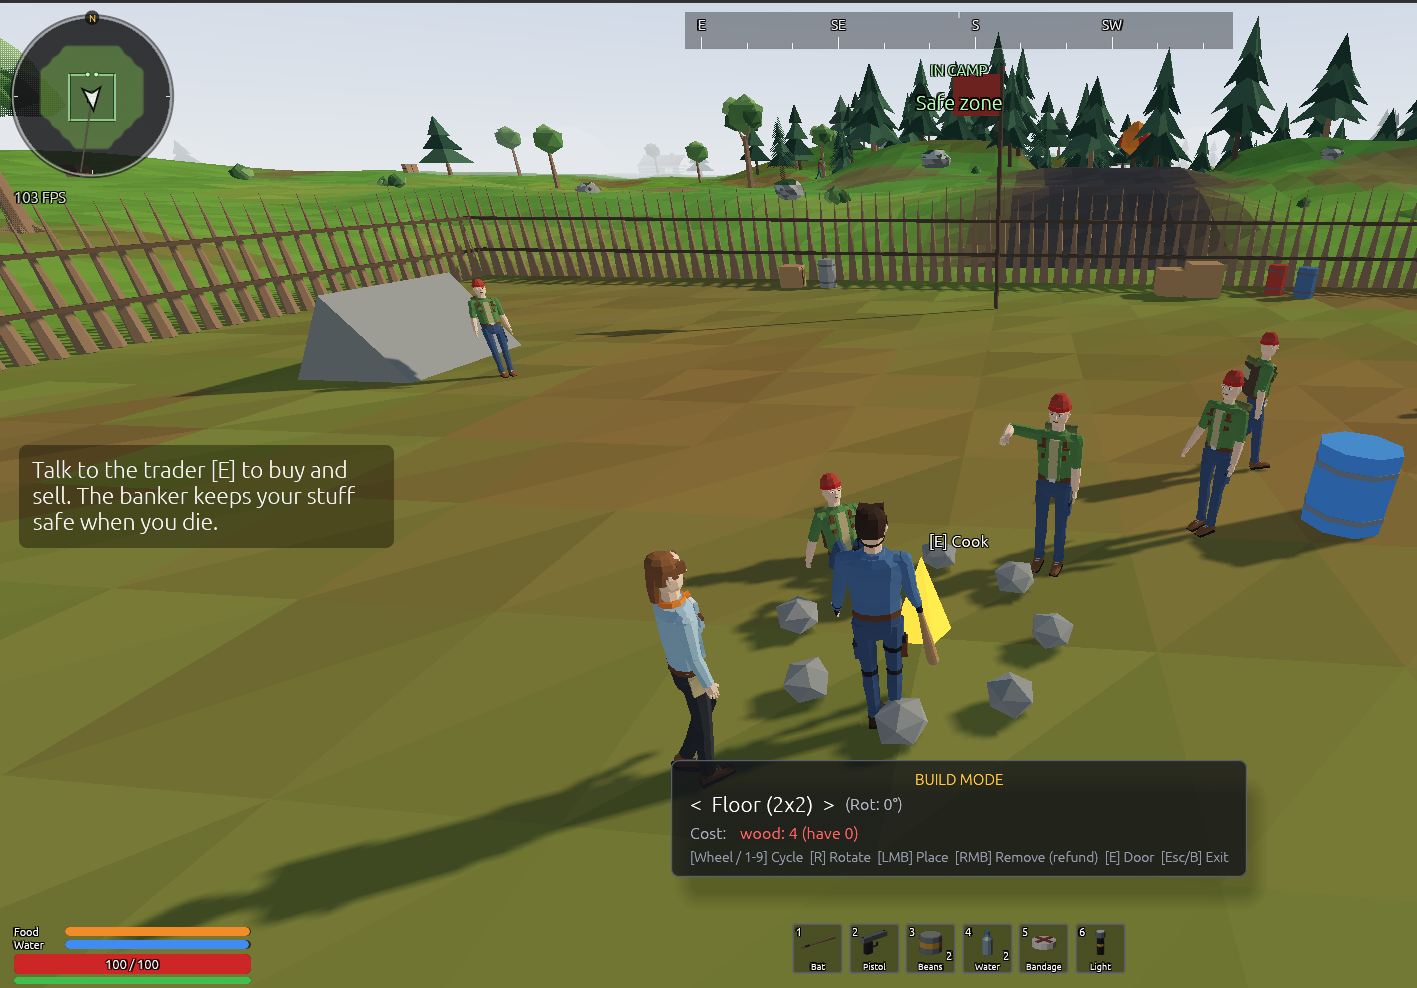 N
E SE S SW
IN CAMP
Safe zone
103 FPS
Talk to the trader [E] to buy and
sell. The banker keeps your stuff
safe when you die.
[E] Cook
BUILD MODE
< Floor (2x2) > (Rot: 0°)
Cost: wood: 4 (have 0)
[Wheel / 1-9] Cycle [R] Rotate [LMB] Place [RMB] Remove (refund) [E] Door [Esc/B] Exit
Food
Water
100 / 100
1 Bat
2 Pistol
3 Beans 2
4 Water 2
5 Bandage
6 Light